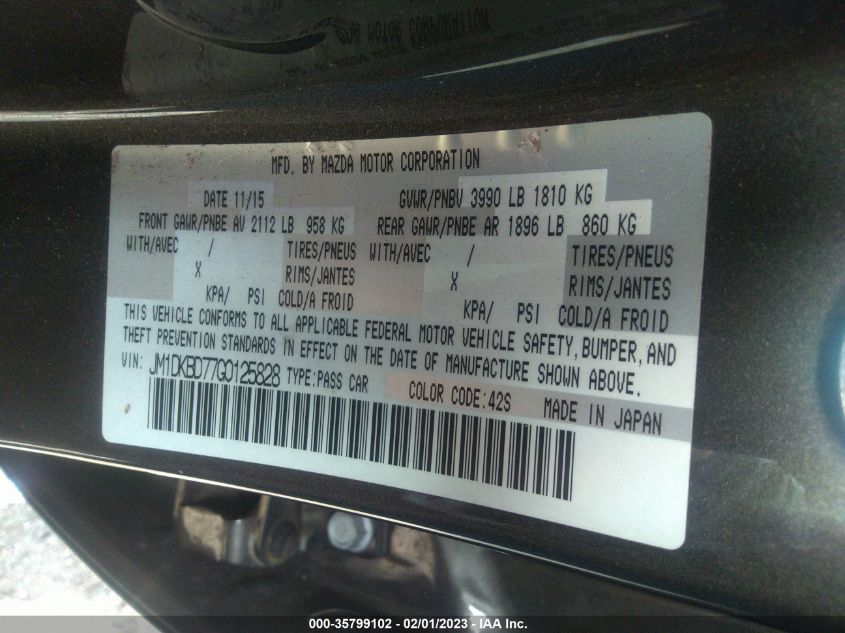 MFD. BY MAZDA MOTOR CORPORATION
DATE 11/15 GVWR/PNBV 3990 LB 1810 KG
FRONT GAWR/PNBE AV 2112 LB 958 KG REAR GAWR/PNBE AR 1896 LB 860 KG
WITH/AVEC / TIRES/PNEUS WITH/AVEC / TIRES/PNEUS
X RIMS/JANTES X RIMS/JANTES
KPA/ PSI COLD/A FROID KPA/ PSI COLD/A FROID
THIS VEHICLE CONFORMS TO ALL APPLICABLE FEDERAL MOTOR VEHICLE SAFETY, BUMPER, AND
THEFT PREVENTION STANDARDS IN EFFECT ON THE DATE OF MANUFACTURE SHOWN ABOVE.
VIN: JM1DKBD77G0125828 TYPE:PASS CAR COLOR CODE:42S MADE IN JAPAN
000-35799102 - 02/01/2023 - IAA Inc.